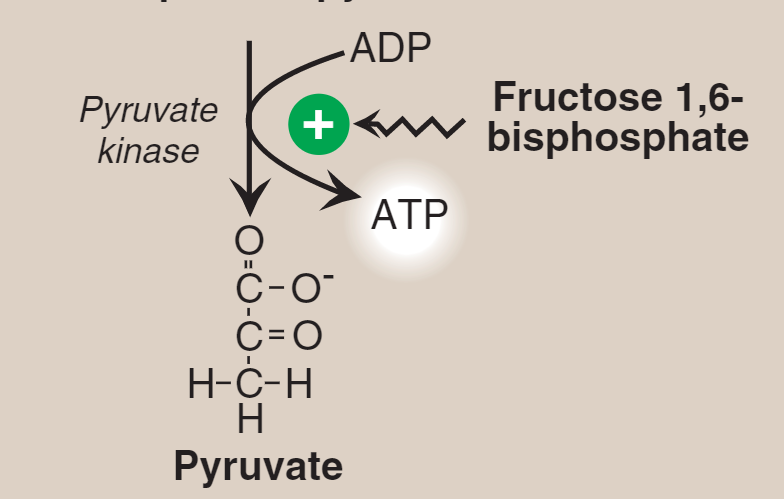 ADP
Pyruvate
kinase
+
Fructose 1,6-
bisphosphate
ATP
O
C-O-
C=O
H-C-H
H
Pyruvate